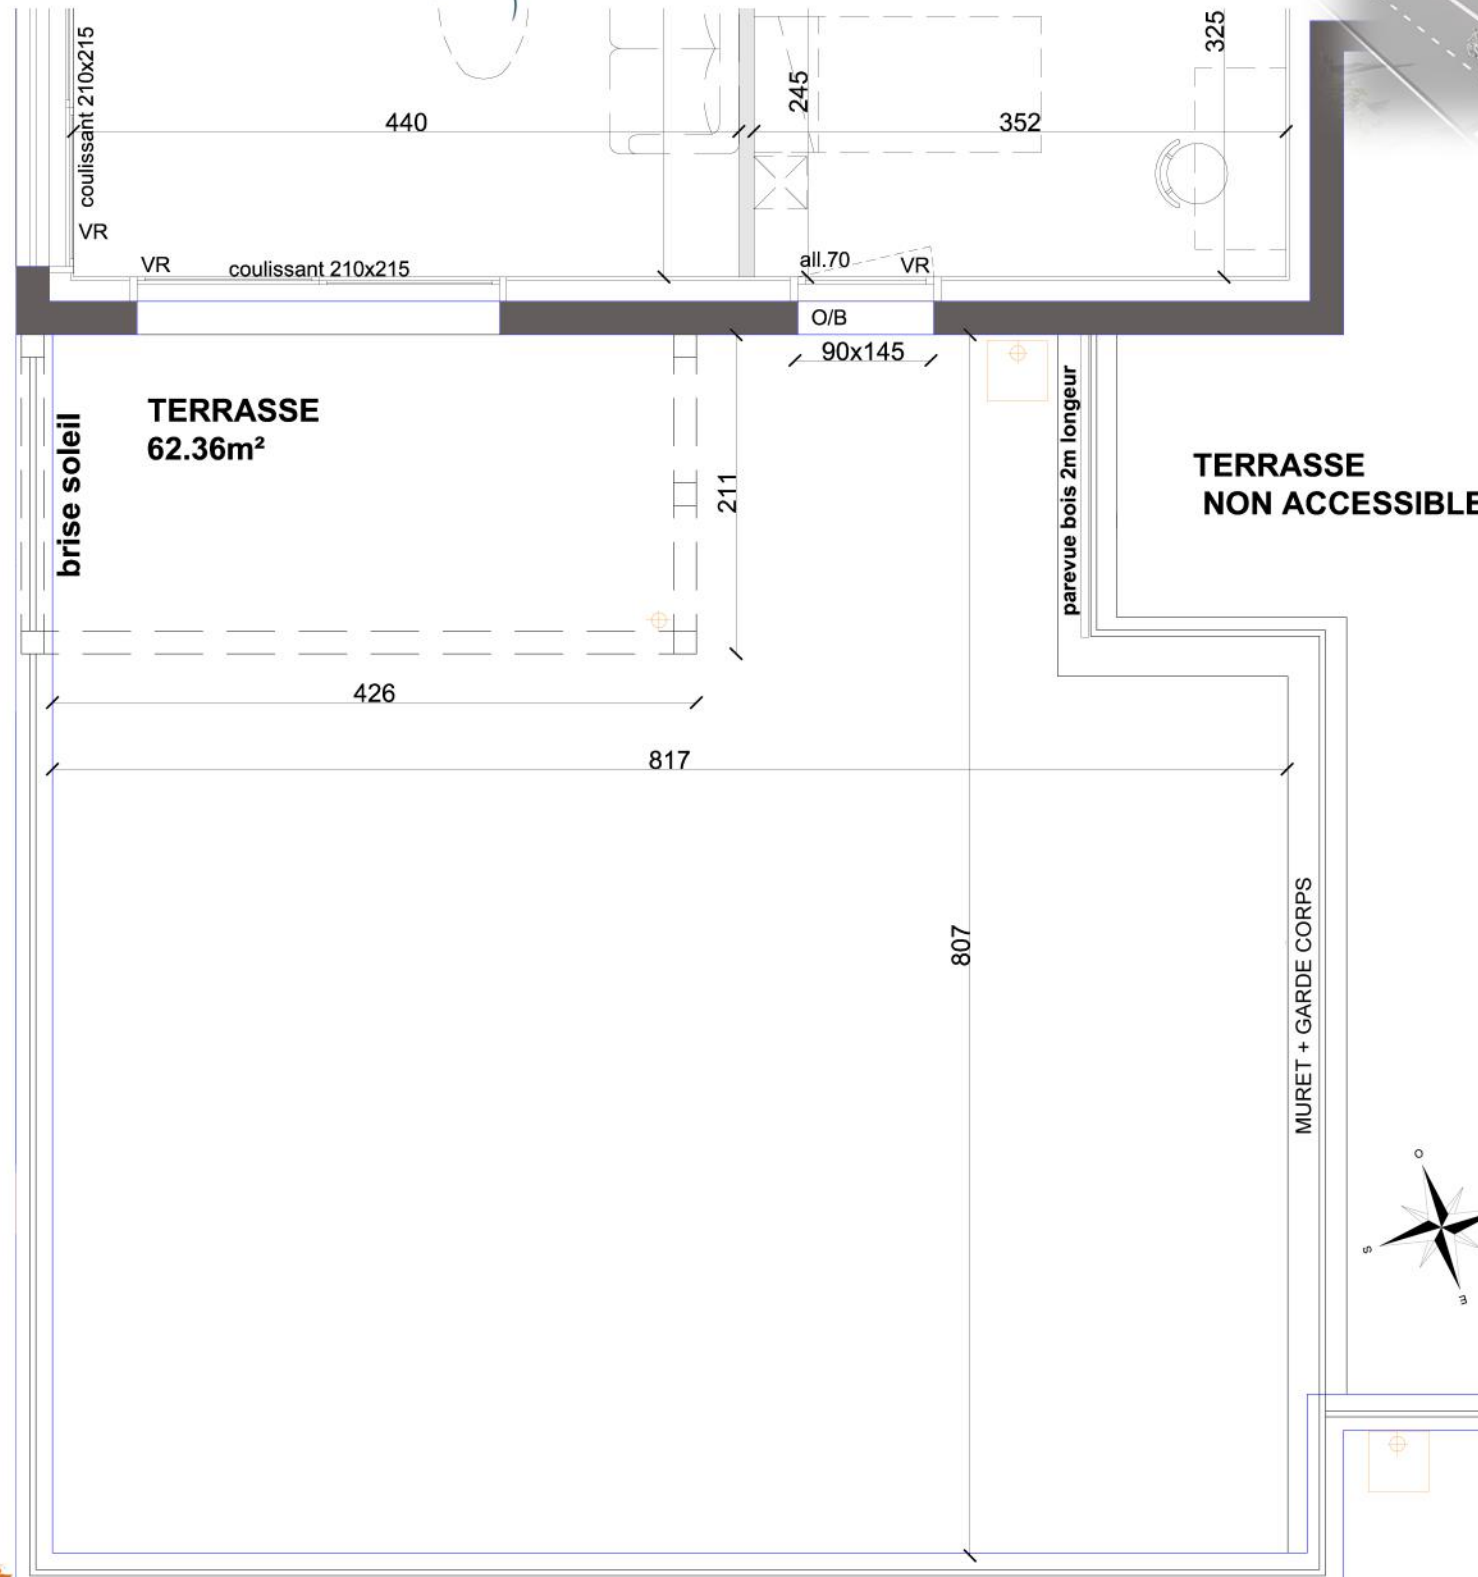 325
coulissant 210x215
245
440
352
VR
VR
coulissant 210x215
all.70
VR
O/B
90x145
TERRASSE
62.36m²
brise soleil
211
parevue bois 2m longeur
TERRASSE
NON ACCESSIBLE
426
817
807
MURET + GARDE CORPS
O
S
E